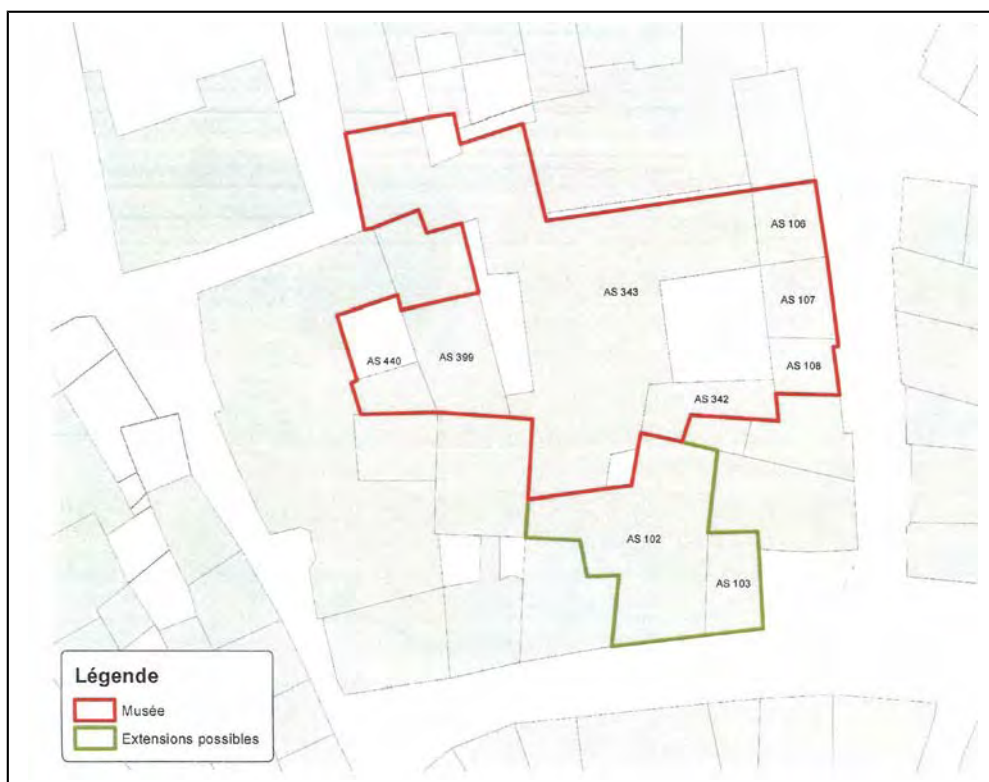 AS 106
AS 343
AS 107
AS 440
AS 399
AS 108
AS 342
AS 102
AS 103
Légende
Musée
Extensions possibles